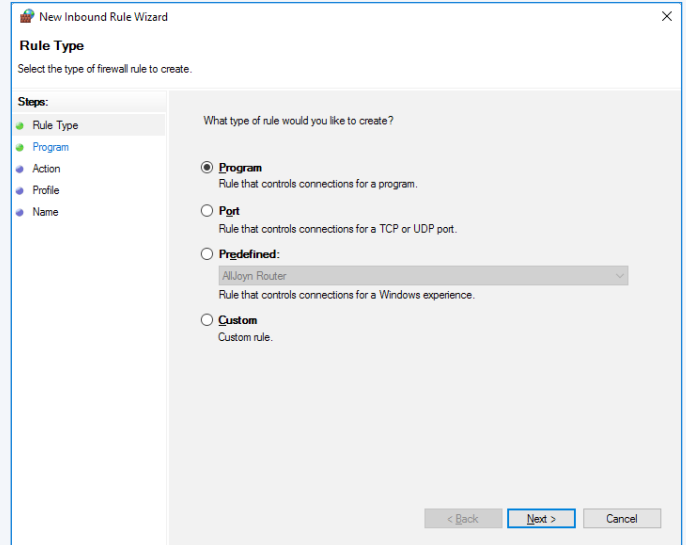 New Inbound Rule Wizard
Rule Type
Select the type of firewall rule to create.
Steps:
Rule Type
Program
Action
Profile
Name
What type of rule would you like to create?
Program
Rule that controls connections for a program.
Port
Rule that controls connections for a TCP or UDP port.
Predefined:
AllJoyn Router
Rule that controls connections for a Windows experience.
Custom
Custom rule.
< Back
Next >
Cancel